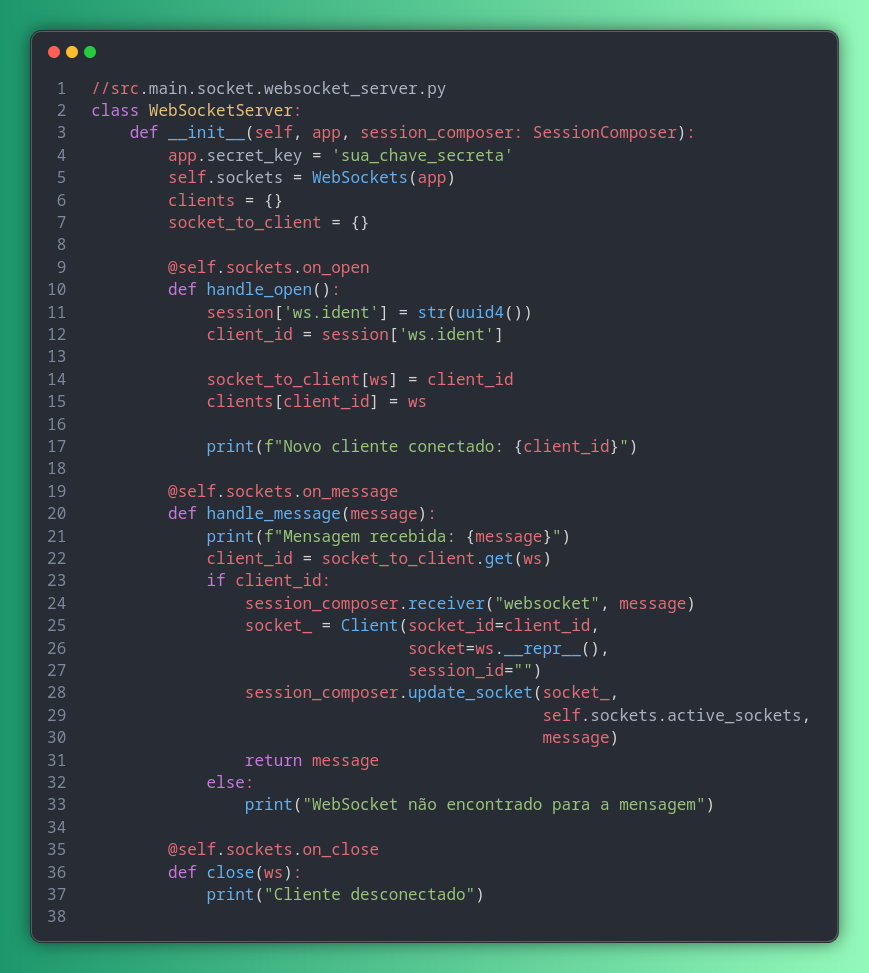 1 //src.main.socket.websocket_server.py
2 class WebSocketServer:
3     def __init__(self, app, session_composer: SessionComposer):
4         app.secret_key = 'sua_chave_secreta'
5         self.sockets = WebSockets(app)
6         clients = {}
7         socket_to_client = {}
8
9         @self.sockets.on_open
10         def handle_open():
11             session['ws.ident'] = str(uuid4())
12             client_id = session['ws.ident']
13
14             socket_to_client[ws] = client_id
15             clients[client_id] = ws
16
17             print(f"Novo cliente conectado: {client_id}")
18
19         @self.sockets.on_message
20         def handle_message(message):
21             print(f"Mensagem recebida: {message}")
22             client_id = socket_to_client.get(ws)
23             if client_id:
24                 session_composer.receiver("websocket", message)
25                 socket_ = Client(socket_id=client_id,
26                                  socket=ws.__repr__(),
27                                  session_id="")
28                 session_composer.update_socket(socket_,
29                                                self.sockets.active_sockets,
30                                                message)
31                 return message
32             else:
33                 print("WebSocket não encontrado para a mensagem")
34
35         @self.sockets.on_close
36         def close(ws):
37             print("Cliente desconectado")
38